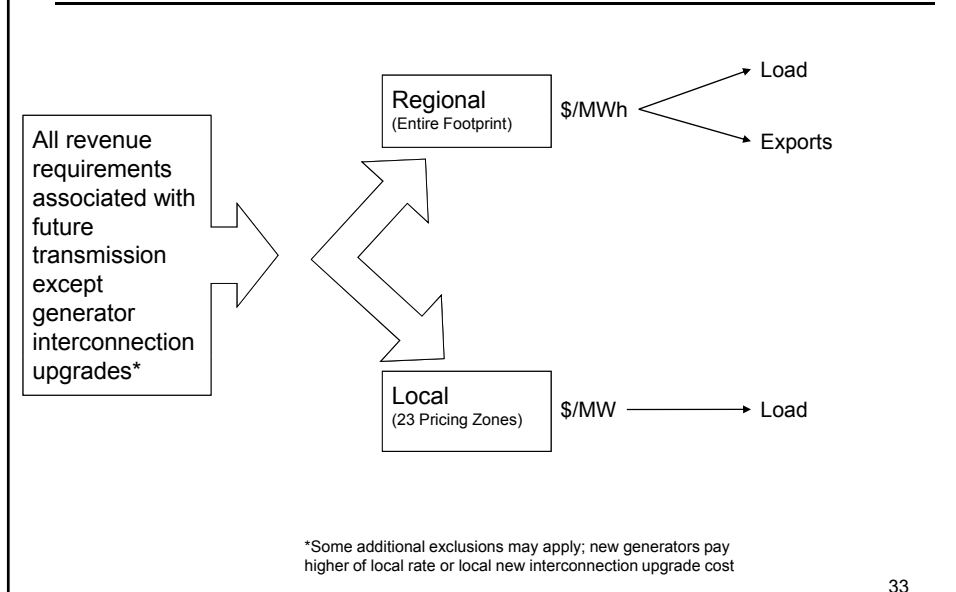 All revenue
requirements
associated with
future
transmission
except
generator
interconnection
upgrades*
Regional
(Entire Footprint)
$/MWh
Load
Exports
Local
(23 Pricing Zones)
$/MW
Load
*Some additional exclusions may apply; new generators pay
higher of local rate or local new interconnection upgrade cost
33